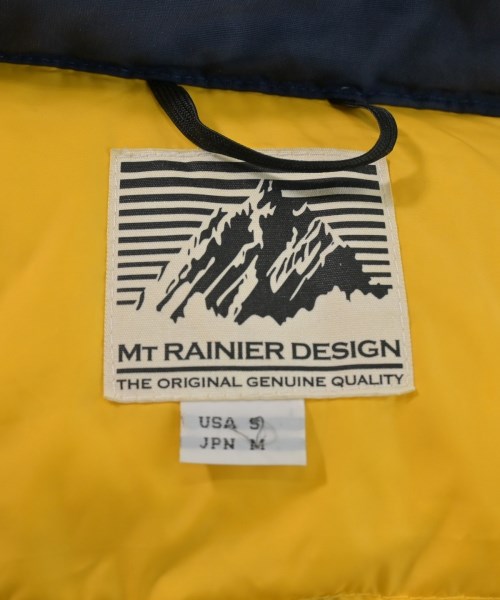 MT RAINIER DESIGN
THE ORIGINAL GENUINE QUALITY
USA S
JPN M